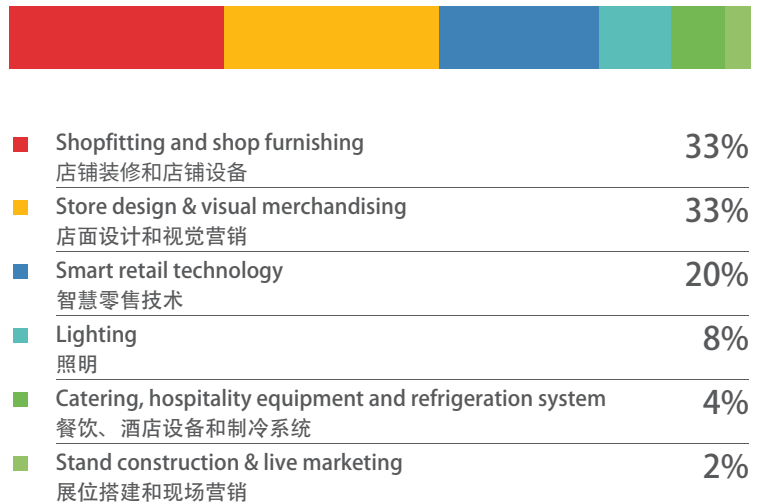 Shopfitting and shop furnishing 33%
店铺装修和店铺设备
Store design & visual merchandising 33%
店面设计和视觉营销
Smart retail technology 20%
智慧零售技术
Lighting 8%
照明
Catering, hospitality equipment and refrigeration system 4%
餐饮、酒店设备和制冷系统
Stand construction & live marketing 2%
展位搭建和现场营销